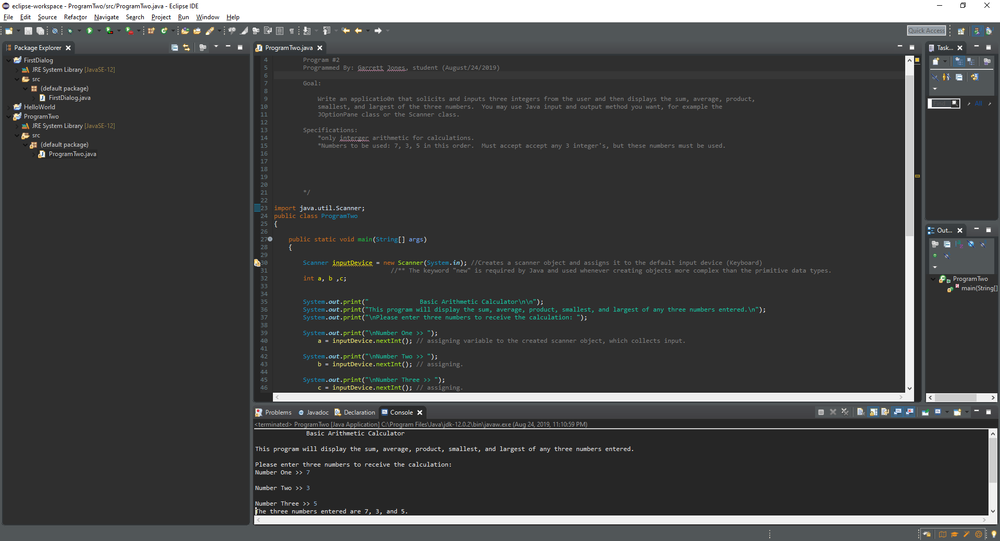 eclipse-workspace - ProgramTwo/src/ProgramTwo.java - Eclipse IDE
File Edit Source Refactor Navigate Search Project Run Window Help
Quick Access
Package Explorer
FirstDialog
JRE System Library [JavaSE-12]
src
(default package)
FirstDialog.java
HelloWorld
ProgramTwo
JRE System Library [JavaSE-12]
src
(default package)
ProgramTwo.java
ProgramTwo.java
4 Program #2
5 Programmed By: Garrett Jones, student (August/24/2019)
6
7 Goal:
8
9 Write an applicatio0n that solicits and inputs three integers from the user and then displays the sum, average, product,
10 smallest, and largest of the three numbers.  You may use Java input and output method you want, for example the
11 JOptionPane class or the Scanner class.
12
13 Specifications:
14 *only interger arithmetic for calculations.
15 *Numbers to be used: 7, 3, 5 in this order.  Must accept accept any 3 integer's, but these numbers must be used.
16
17
18
19
20
21 */
22
23 import java.util.Scanner;
24 public class ProgramTwo
25 {
26
27 public static void main(String[] args)
28 {
29
30 Scanner inputDevice = new Scanner(System.in); //Creates a scanner object and assigns it to the default input device (Keyboard)
31 //** The keyword "new" is required by Java and used whenever creating objects more complex than the primitive data types.
32 int a, b ,c;
33
34
35 System.out.print("              Basic Arithmetic Calculator\n\n");
36 System.out.print("This program will display the sum, average, product, smallest, and largest of any three numbers entered.\n");
37 System.out.print("\nPlease enter three numbers to receive the calculation: ");
38
39 System.out.print("\nNumber One >> ");
40 a = inputDevice.nextInt(); // assigning variable to the created scanner object, which collects input.
41
42 System.out.print("\nNumber Two >> ");
43 b = inputDevice.nextInt(); // assigning.
44
45 System.out.print("\nNumber Three >> ");
46 c = inputDevice.nextInt(); // assigning.
Task...
Find All
Out...
ProgramTwo
main(String[]
Problems Javadoc Declaration Console
<terminated> ProgramTwo [Java Application] C:\Program Files\Java\jdk-12.0.2\bin\javaw.exe (Aug 24, 2019, 11:10:59 PM)
Basic Arithmetic Calculator
This program will display the sum, average, product, smallest, and largest of any three numbers entered.
Please enter three numbers to receive the calculation:
Number One >> 7
Number Two >> 3
Number Three >> 5
The three numbers entered are 7, 3, and 5.